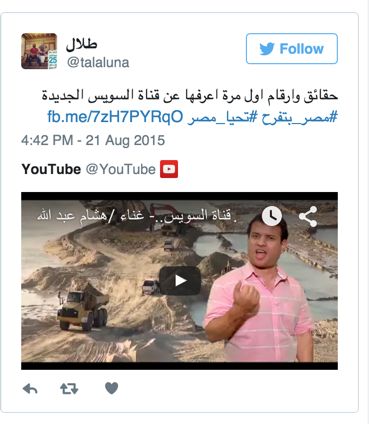 طلال
@talaluna
Follow
حقائق وارقام اول مرة اعرفها عن قناة السويس الجديدة
#مصر_بتفرح #تحيا_مصر fb.me/7zH7PYRqO
4:42 PM - 21 Aug 2015
YouTube @YouTube
قناة السويس..- غناء /هشام عبد الله.